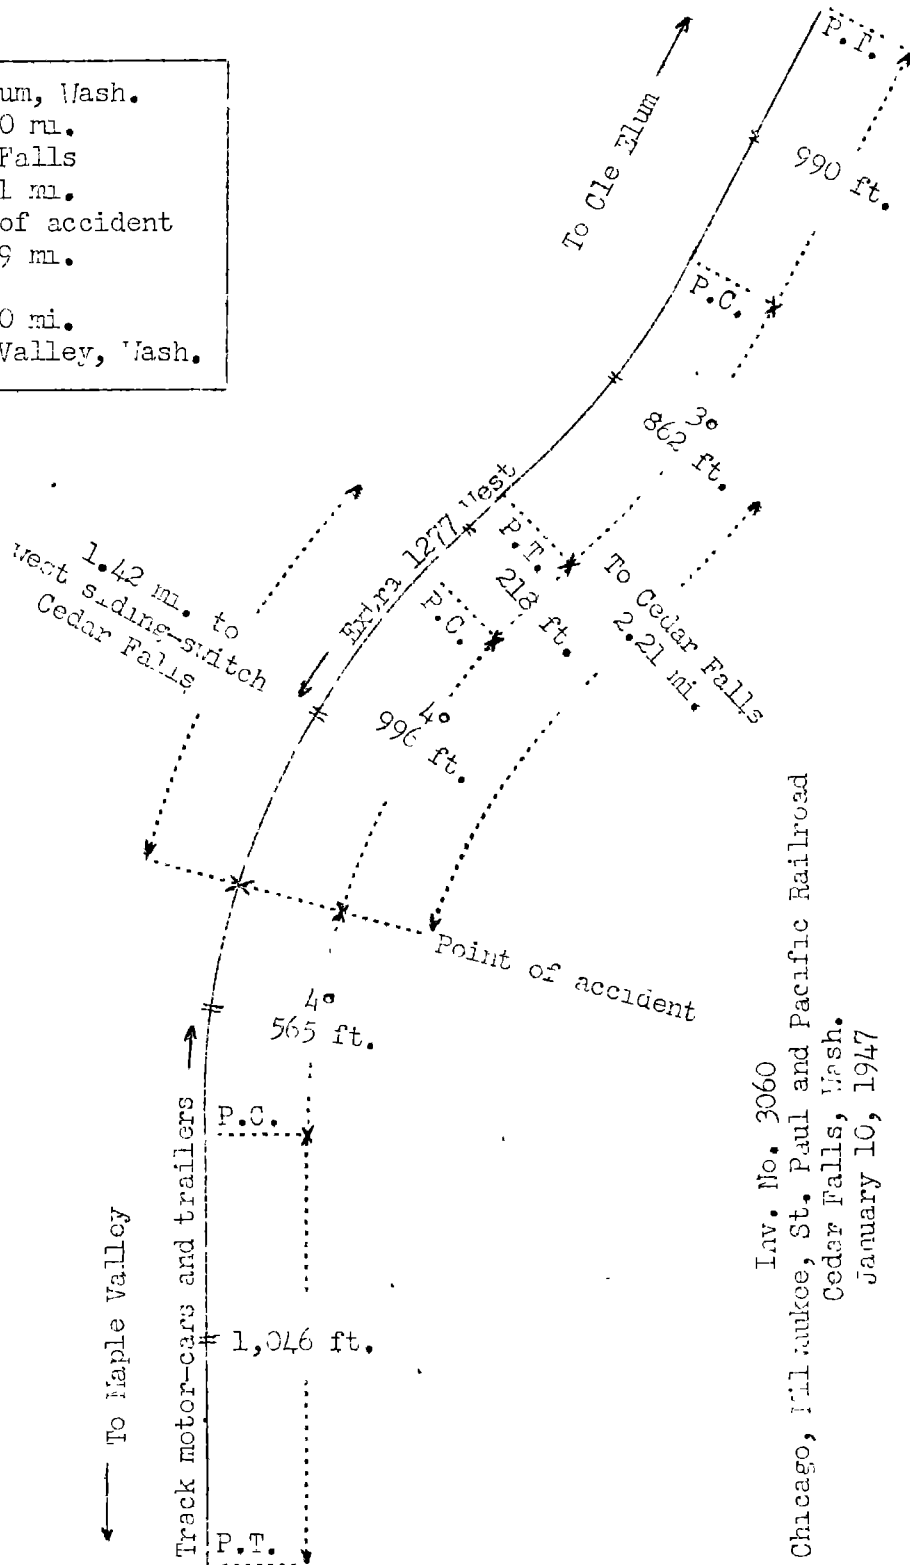 um, Wash.
0 mi.
Falls
1 mi.
of accident
9 mi.
0 mi.
Valley, Wash.
P.T.
To Cle Elum
990 ft.
P.C.
3°
862 ft.
Extra 1277 West
P.T.
218 ft.
P.C.
To Cedar Falls
2.21 mi.
1.42 mi. to
west siding-switch
Cedar Falls
4°
996 ft.
Point of accident
4°
565 ft.
P.C.
Track motor-cars and trailers
To Maple Valley
1,046 ft.
P.T.
Inv. No. 3060
Chicago, Milwaukee, St. Paul and Pacific Railroad
Cedar Falls, Wash.
January 10, 1947